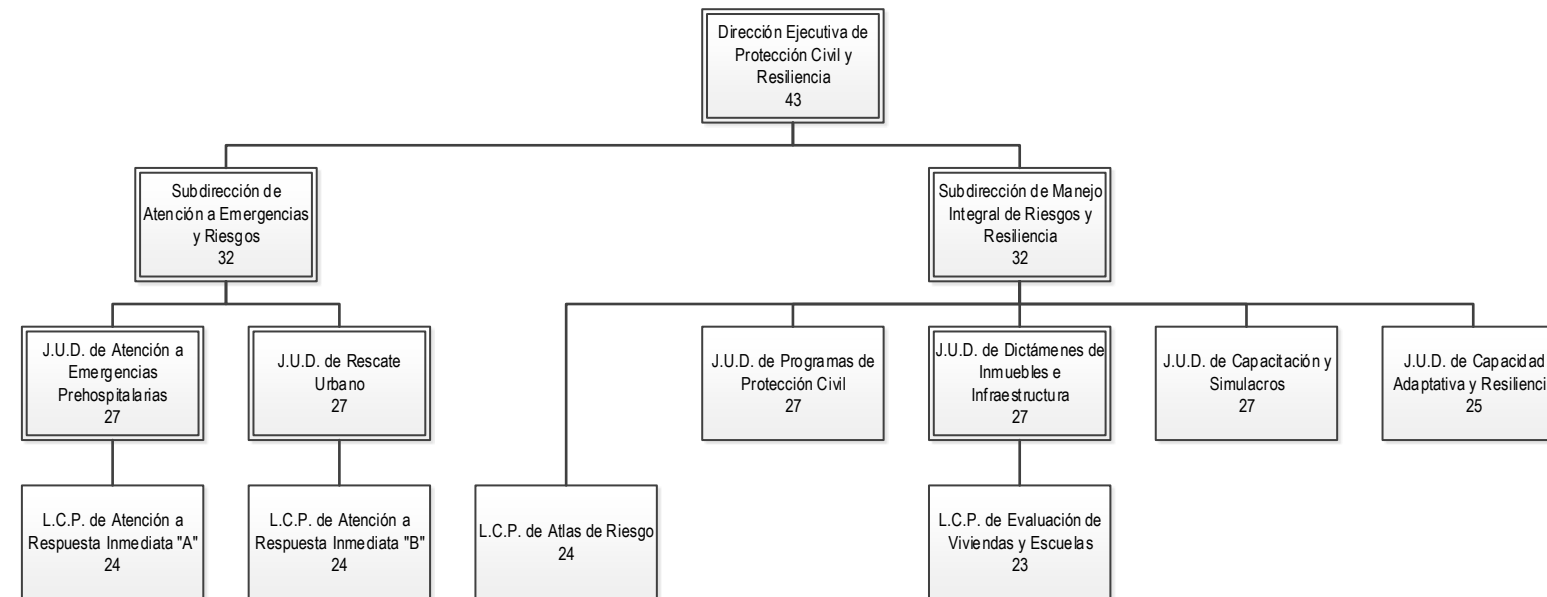 Dirección Ejecutiva de
Protección Civil y
Resiliencia
43
Subdirección de
Atención a Emergencias
y Riesgos
32
Subdirección de Manejo
Integral de Riesgos y
Resiliencia
32
J.U.D. de Atención a
Emergencias
Prehospitalarias
27
J.U.D. de Rescate
Urbano
27
J.U.D. de Programas de
Protección Civil
27
J.U.D. de Dictámenes de
Inmuebles e
Infraestructura
27
J.U.D. de Capacitación y
Simulacros
27
J.U.D. de Capacidad
Adaptativa y Resilienci
25
L.C.P. de Atención a
Respuesta Inmediata "A"
24
L.C.P. de Atención a
Respuesta Inmediata "B"
24
L.C.P. de Atlas de Riesgo
24
L.C.P. de Evaluación de
Viviendas y Escuelas
23